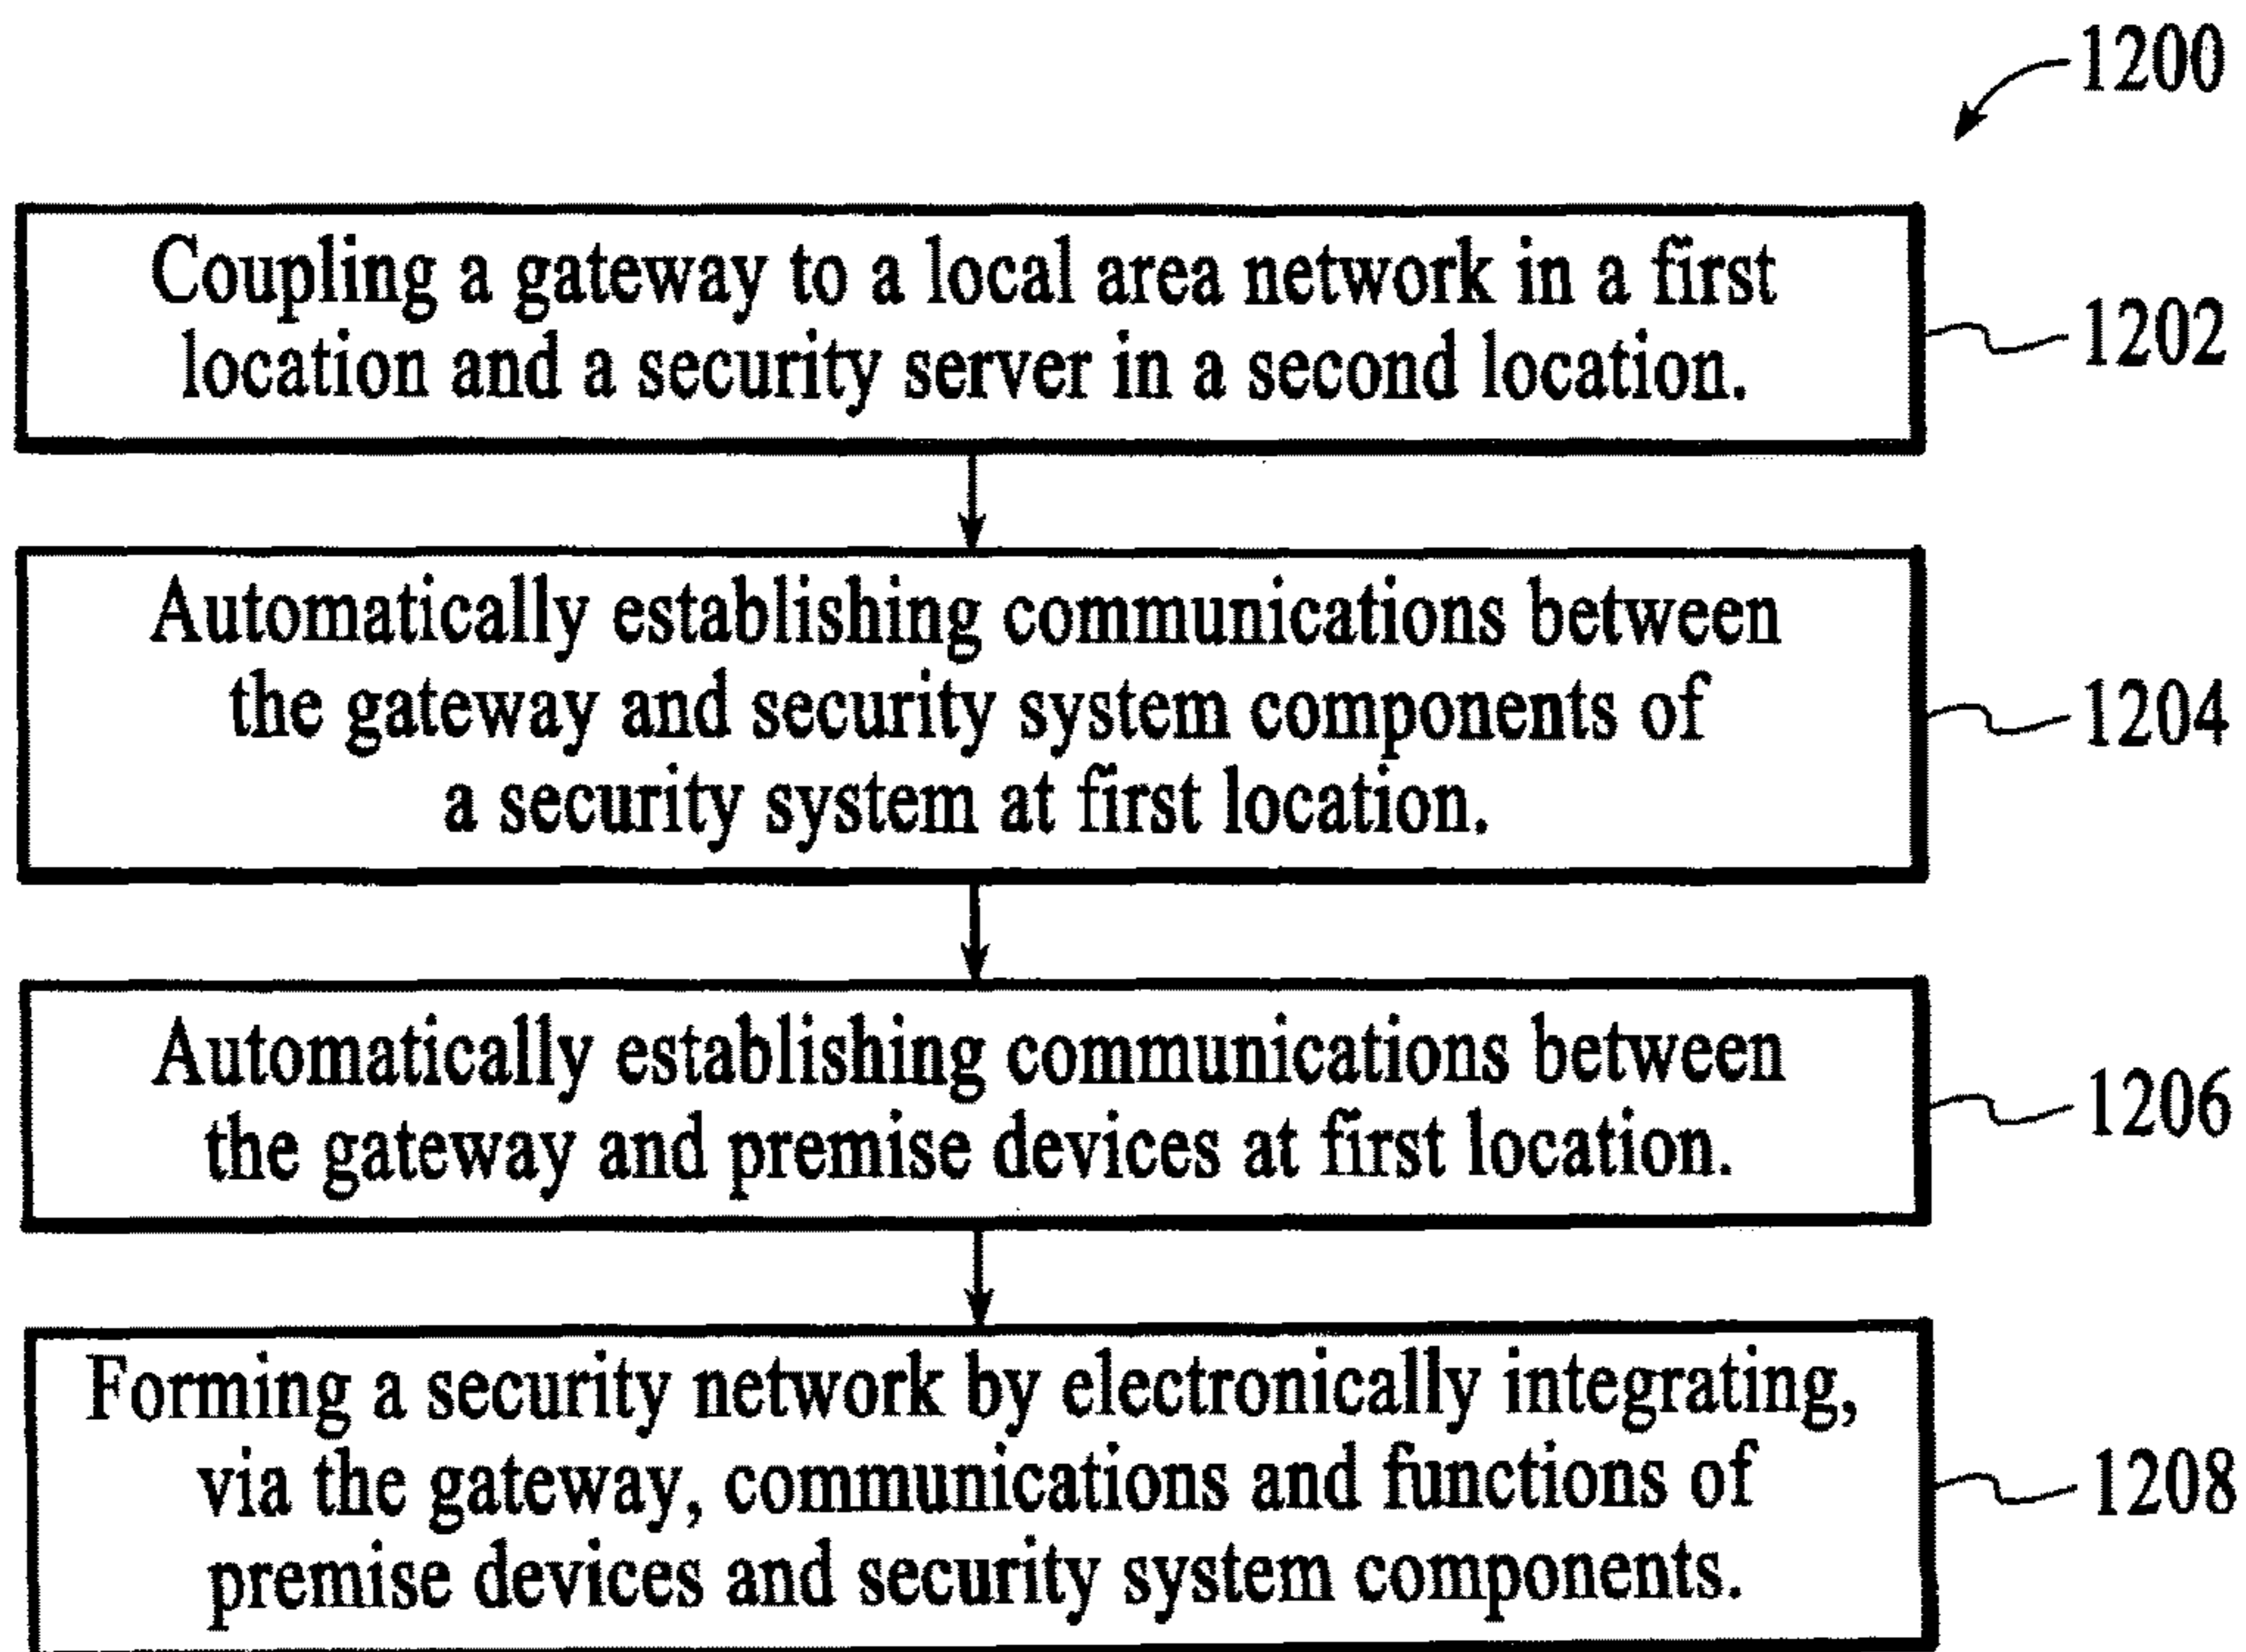 1200
Coupling a gateway to a local area network in a first
location and a security server in a second location.
1202
Automatically establishing communications between
the gateway and security system components of
a security system at first location.
1204
Automatically establishing communications between
the gateway and premise devices at first location.
1206
Forming a security network by electronically integrating,
via the gateway, communications and functions of
premise devices and security system components.
1208